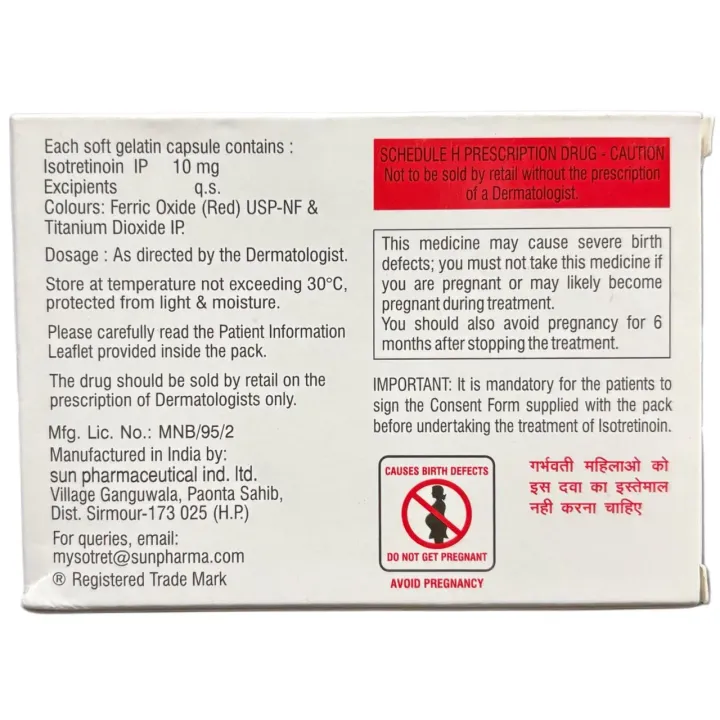 Each soft gelatin capsule contains :
Isotretinoin IP 10 mg
Excipients q.s.
Colours: Ferric Oxide (Red) USP-NF &
Titanium Dioxide IP.
Dosage : As directed by the Dermatologist.
Store at temperature not exceeding 30°C,
protected from light & moisture.
Please carefully read the Patient Information
Leaflet provided inside the pack.
The drug should be sold by retail on the
prescription of Dermatologists only.
Mfg. Lic. No.: MNB/95/2
Manufactured in India by:
sun pharmaceutical ind. ltd.
Village Ganguwala, Paonta Sahib,
Dist. Sirmour-173 025 (H.P.)
For queries, email:
mysotret@sunpharma.com
® Registered Trade Mark
SCHEDULE H PRESCRIPTION DRUG - CAUTION
Not to be sold by retail without the prescription
of a Dermatologist.
This medicine may cause severe birth
defects; you must not take this medicine if
you are pregnant or may likely become
pregnant during treatment.
You should also avoid pregnancy for 6
months after stopping the treatment.
IMPORTANT: It is mandatory for the patients to
sign the Consent Form supplied with the pack
before undertaking the treatment of Isotretinoin.
CAUSES BIRTH DEFECTS
DO NOT GET PREGNANT
AVOID PREGNANCY
गर्भवती महिलाओ को
इस दवा का इस्तेमाल
नही करना चाहिए